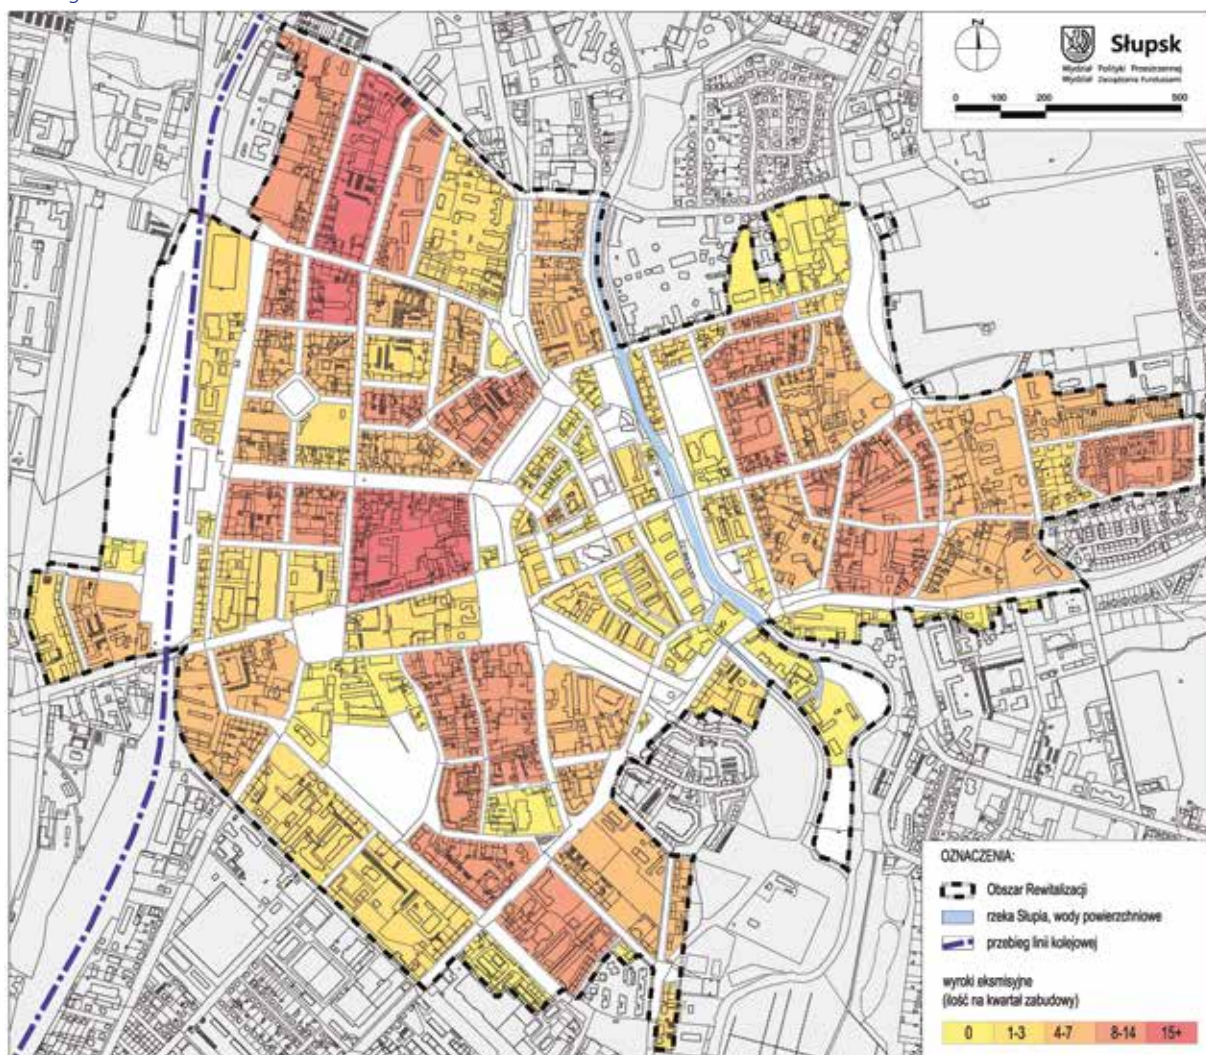 N
Słupsk
Wydział Polityki Przestrzennej
Wydział Zarządzania Funduszami
0 100 200 500
OZNACZENIA:
Obszar Rewitalizacji
rzeka Słupia, wody powierzchniowe
przebieg linii kolejowej
wyroki eksmisyjne
(ilość na kwartał zabudowy)
0 1-3 4-7 8-14 15+